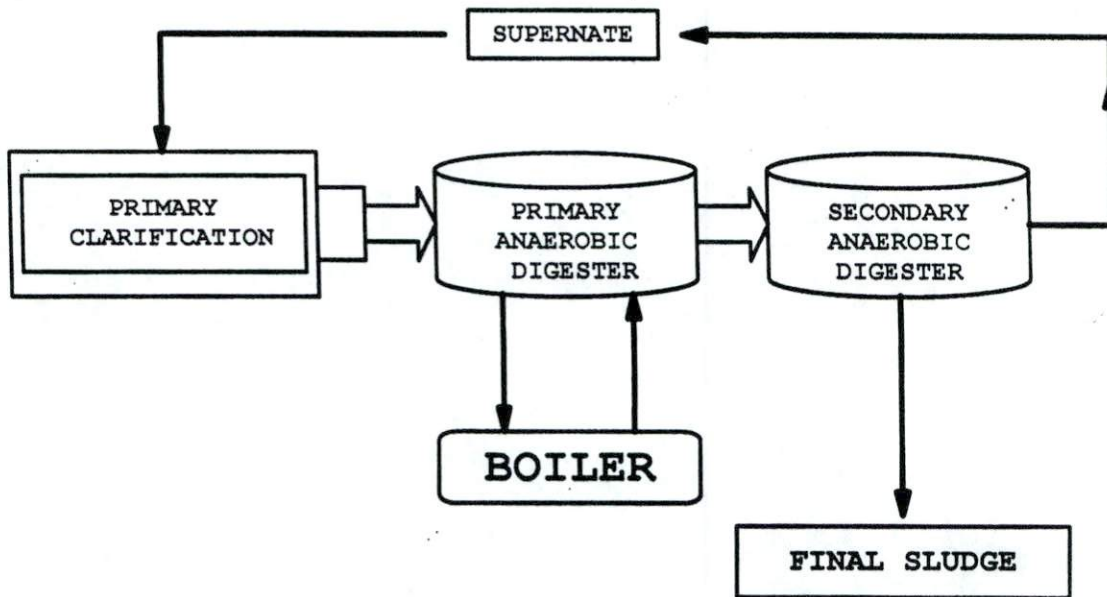 SUPERNATE
PRIMARY
CLARIFICATION
PRIMARY
ANAEROBIC
DIGESTER
SECONDARY
ANAEROBIC
DIGESTER
BOILER
FINAL SLUDGE